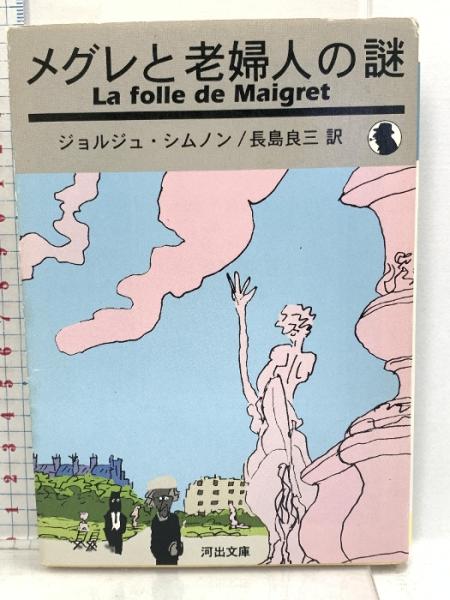 メグレと老婦人の謎
La folle de Maigret
ジョルジュ・シムノン/長島良三 訳
河出文庫